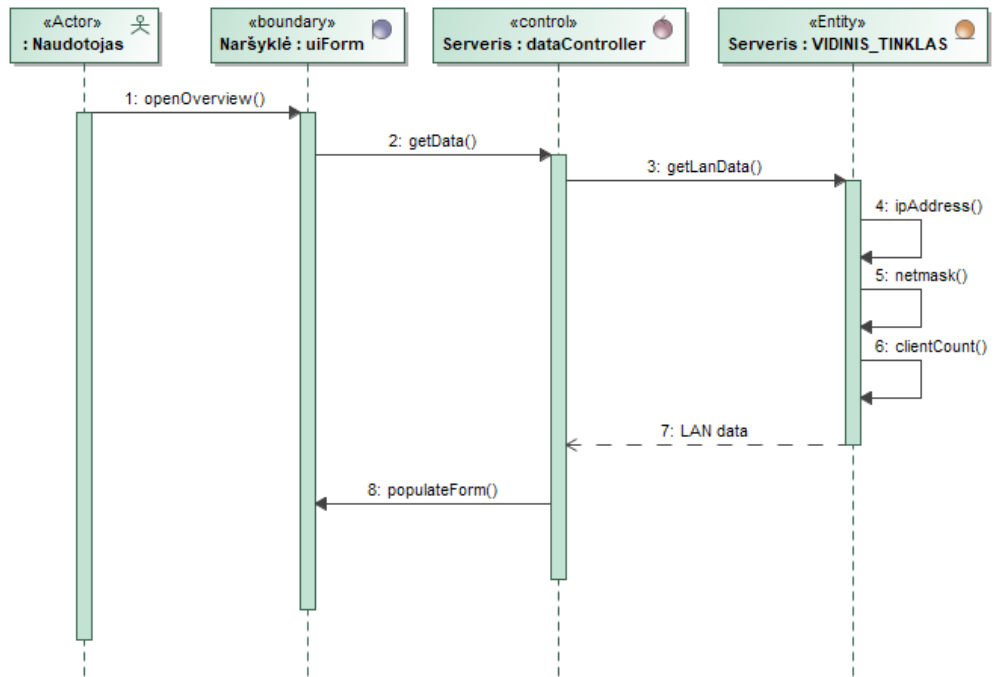 «Actor»
: Naudotojas
«boundary»
Naršyklė : uiForm
«control»
Serveris : dataController
«Entity»
Serveris : VIDINIS_TINKLAS
1: openOverview()
2: getData()
3: getLanData()
4: ipAddress()
5: netmask()
6: clientCount()
7: LAN data
8: populateForm()